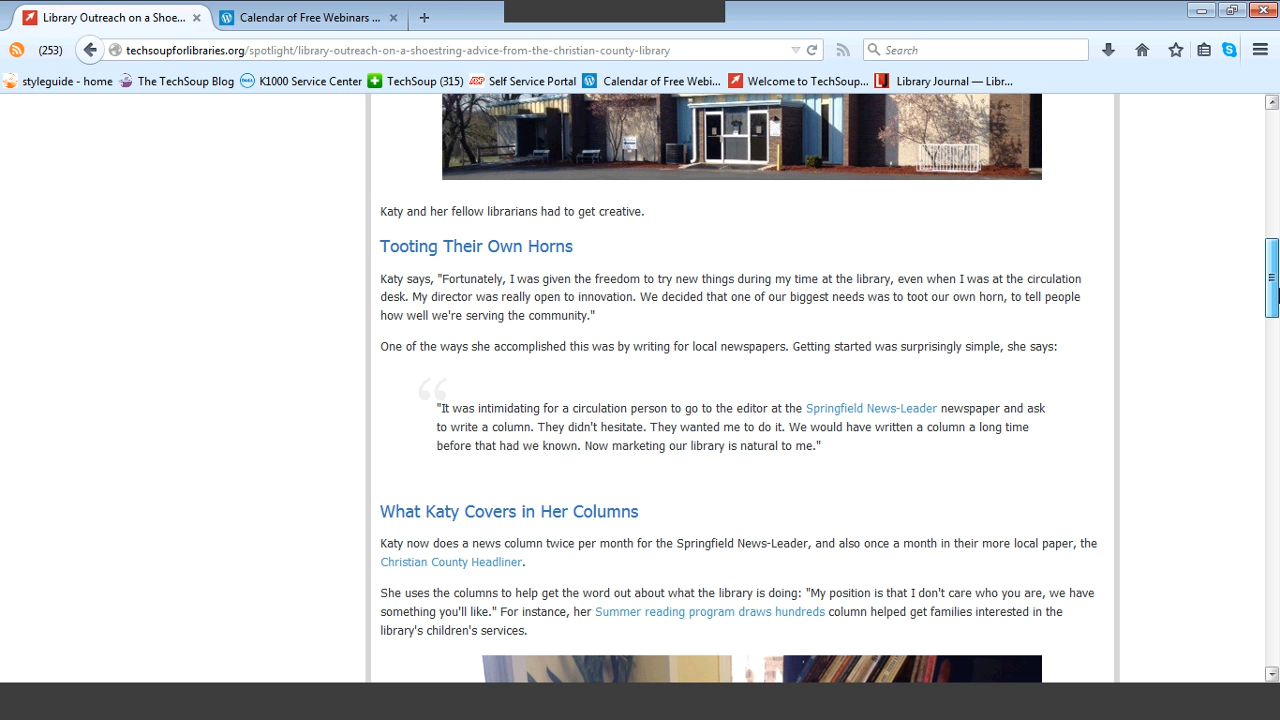 Library Outreach on a Shoe...
Calendar of Free Webinars ...
(253)
techsoupforlibraries.org/spotlight/library-outreach-on-a-shoestring-advice-from-the-christian-county-library
Search
styleguide - home
The TechSoup Blog
K1000 Service Center
TechSoup (315)
Self Service Portal
Calendar of Free Webi...
Welcome to TechSoup...
Library Journal — Libr...
Katy and her fellow librarians had to get creative.
Tooting Their Own Horns
Katy says, "Fortunately, I was given the freedom to try new things during my time at the library, even when I was at the circulation
desk. My director was really open to innovation. We decided that one of our biggest needs was to toot our own horn, to tell people
how well we're serving the community."
One of the ways she accomplished this was by writing for local newspapers. Getting started was surprisingly simple, she says:
"It was intimidating for a circulation person to go to the editor at the Springfield News-Leader newspaper and ask
to write a column. They didn't hesitate. They wanted me to do it. We would have written a column a long time
before that had we known. Now marketing our library is natural to me."
What Katy Covers in Her Columns
Katy now does a news column twice per month for the Springfield News-Leader, and also once a month in their more local paper, the
Christian County Headliner.
She uses the columns to help get the word out about what the library is doing: "My position is that I don't care who you are, we have
something you'll like." For instance, her Summer reading program draws hundreds column helped get families interested in the
library's children's services.